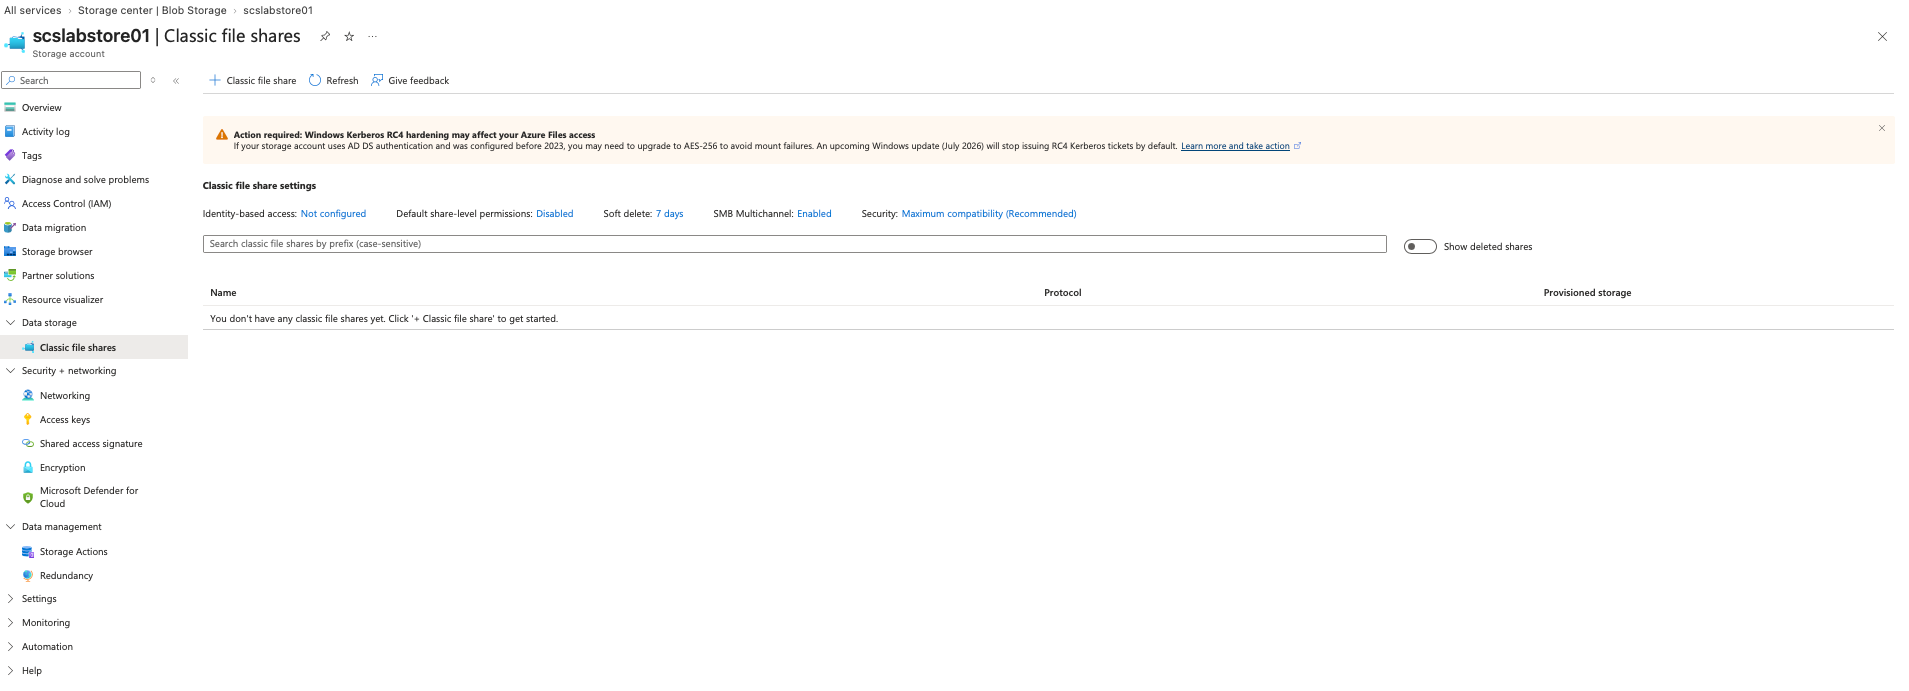 All services › Storage center | Blob Storage › scslabstore01
scslabstore01 | Classic file shares
Storage account
Search
Classic file share Refresh Give feedback
Overview
Activity log
Tags
Diagnose and solve problems
Access Control (IAM)
Data migration
Storage browser
Partner solutions
Resource visualizer
Data storage
Classic file shares
Security + networking
Networking
Access keys
Shared access signature
Encryption
Microsoft Defender for
Cloud
Data management
Storage Actions
Redundancy
Settings
Monitoring
Automation
Help
Action required: Windows Kerberos RC4 hardening may affect your Azure Files access
If your storage account uses AD DS authentication and was configured before 2023, you may need to upgrade to AES-256 to avoid mount failures. An upcoming Windows update (July 2026) will stop issuing RC4 Kerberos tickets by default. Learn more and take action
Classic file share settings
Identity-based access: Not configured Default share-level permissions: Disabled Soft delete: 7 days SMB Multichannel: Enabled Security: Maximum compatibility (Recommended)
Search classic file shares by prefix (case-sensitive) Show deleted shares
Name Protocol Provisioned storage
You don't have any classic file shares yet. Click '+ Classic file share' to get started.